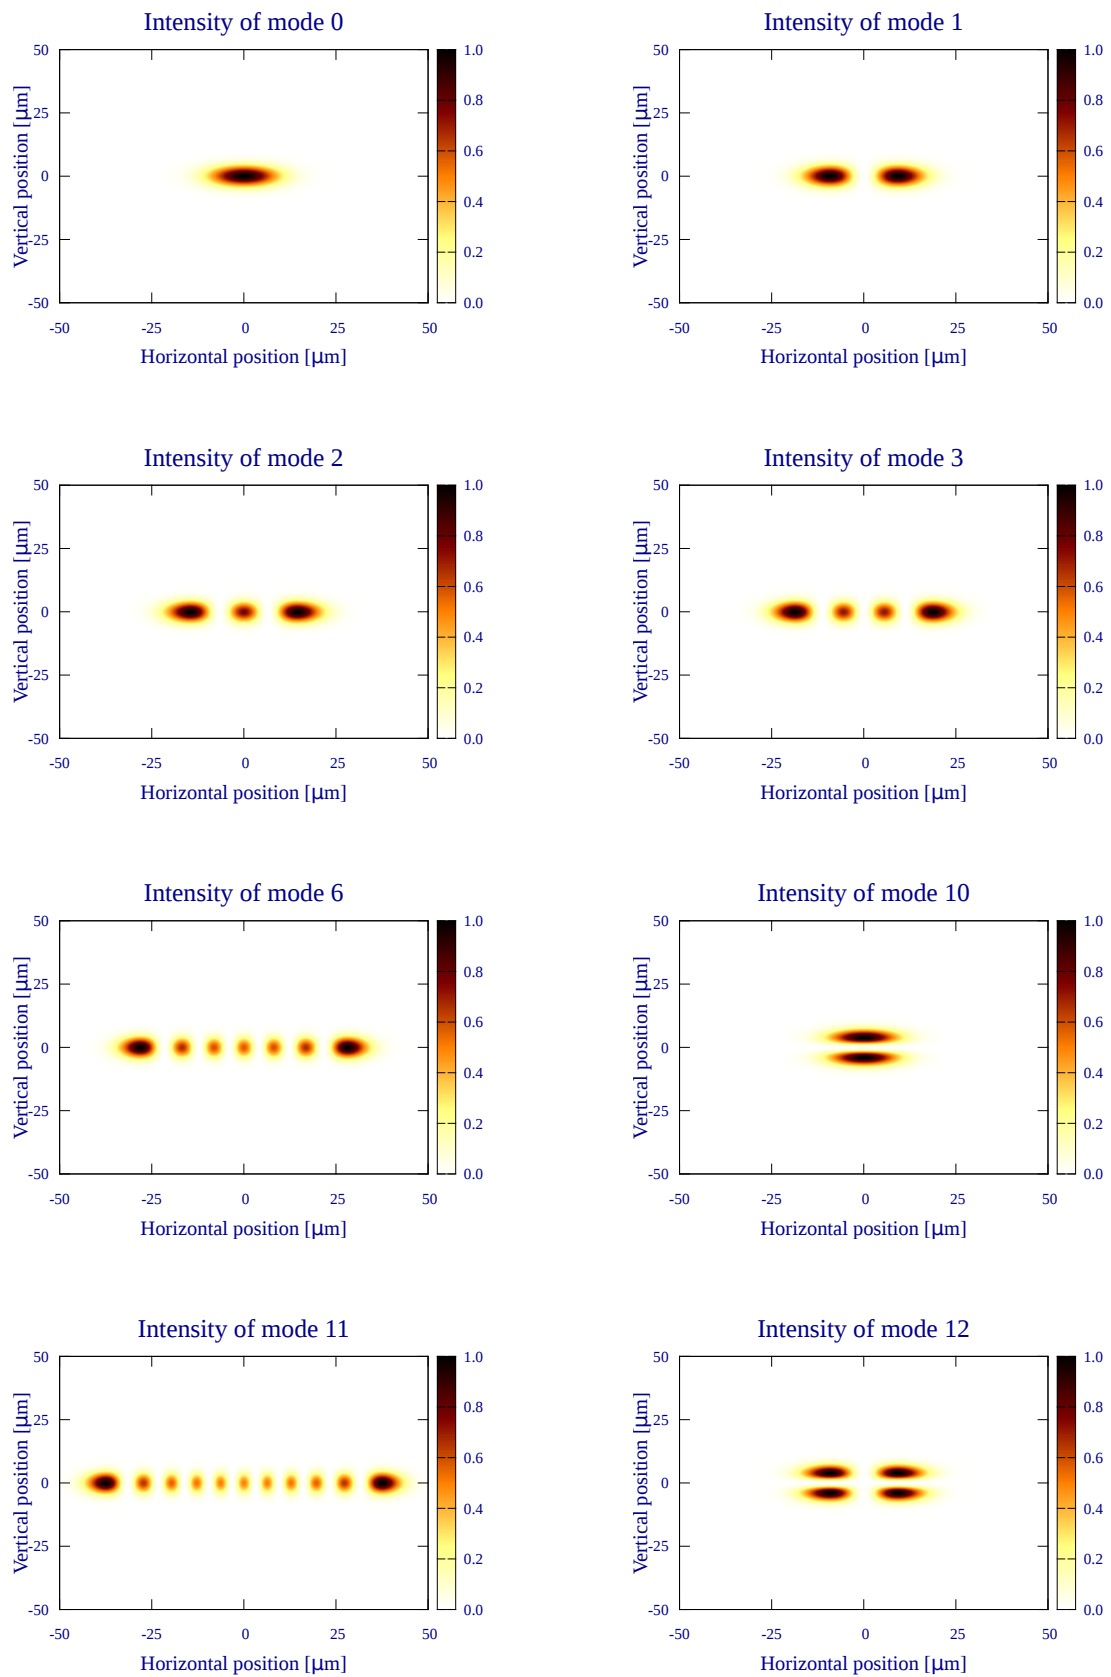 Intensity of mode 0
Vertical position [µm]
50
25
0
-25
-50
-50 -25 0 25 50
Horizontal position [µm]
1.0
0.8
0.6
0.4
0.2
0.0
Intensity of mode 1
Vertical position [µm]
50
25
0
-25
-50
-50 -25 0 25 50
Horizontal position [µm]
1.0
0.8
0.6
0.4
0.2
0.0
Intensity of mode 2
Vertical position [µm]
50
25
0
-25
-50
-50 -25 0 25 50
Horizontal position [µm]
1.0
0.8
0.6
0.4
0.2
0.0
Intensity of mode 3
Vertical position [µm]
50
25
0
-25
-50
-50 -25 0 25 50
Horizontal position [µm]
1.0
0.8
0.6
0.4
0.2
0.0
Intensity of mode 6
Vertical position [µm]
50
25
0
-25
-50
-50 -25 0 25 50
Horizontal position [µm]
1.0
0.8
0.6
0.4
0.2
0.0
Intensity of mode 10
Vertical position [µm]
50
25
0
-25
-50
-50 -25 0 25 50
Horizontal position [µm]
1.0
0.8
0.6
0.4
0.2
0.0
Intensity of mode 11
Vertical position [µm]
50
25
0
-25
-50
-50 -25 0 25 50
Horizontal position [µm]
1.0
0.8
0.6
0.4
0.2
0.0
Intensity of mode 12
Vertical position [µm]
50
25
0
-25
-50
-50 -25 0 25 50
Horizontal position [µm]
1.0
0.8
0.6
0.4
0.2
0.0